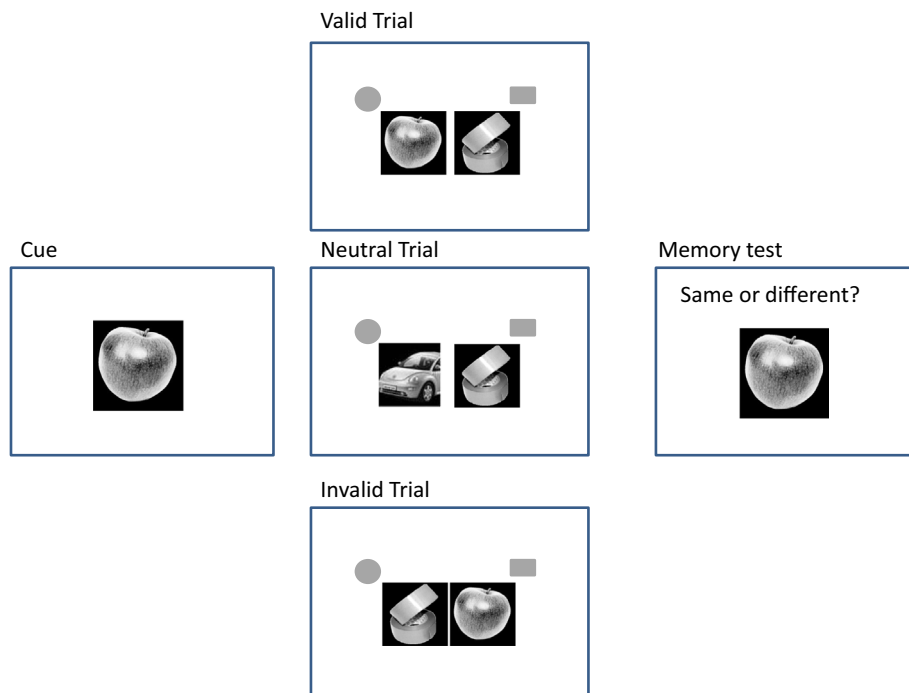 Valid Trial
Cue
Neutral Trial
Memory test
Same or different?
Invalid Trial